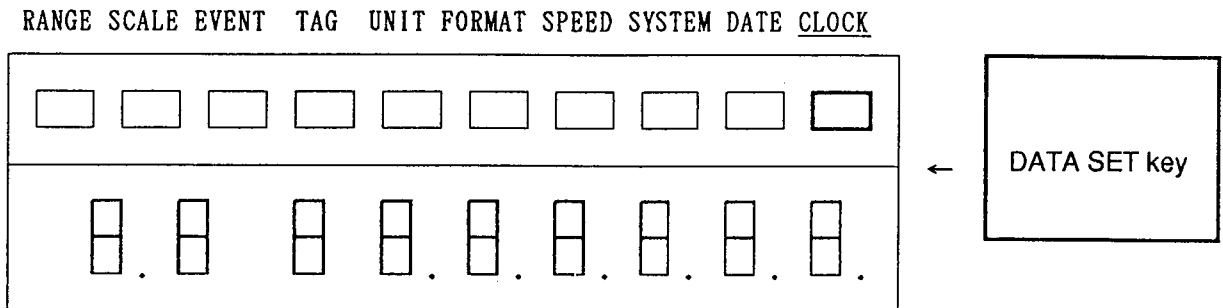 RANGE SCALE EVENT TAG UNIT FORMAT SPEED SYSTEM DATE CLOCK
← DATA SET key